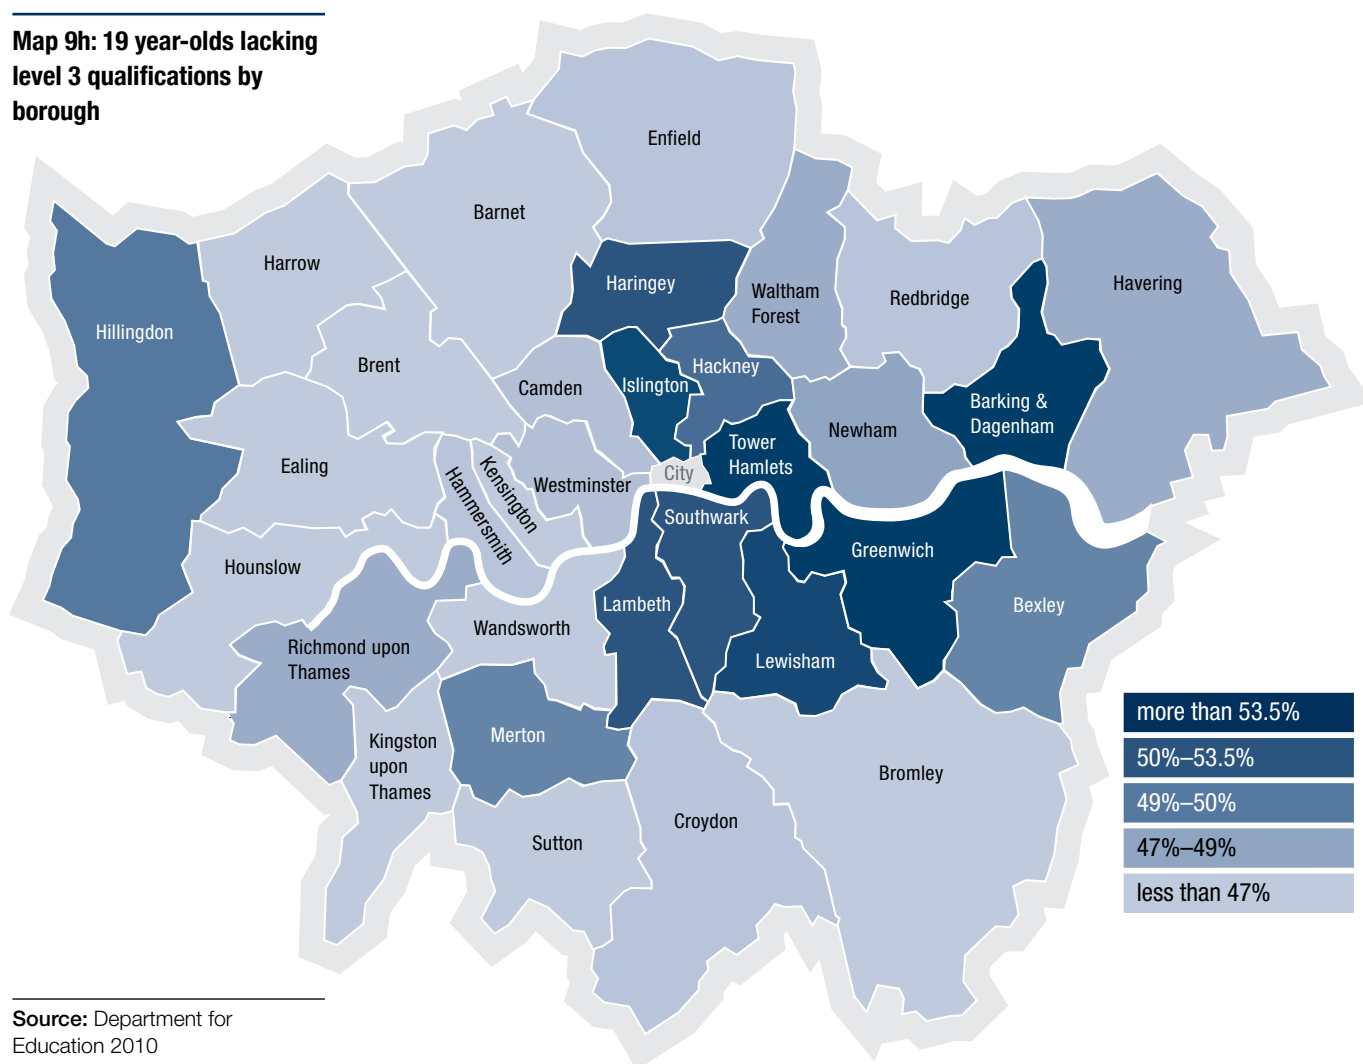 Map 9h: 19 year-olds lacking
level 3 qualifications by
borough
Enfield
Barnet
Harrow
Haringey
Waltham
Forest
Redbridge
Havering
Hillingdon
Brent
Camden
Islington
Hackney
Barking &
Dagenham
Newham
Tower
Hamlets
Ealing
Hammersmith
Kensington
Westminster
City
Southwark
Greenwich
Hounslow
Lambeth
Bexley
Wandsworth
Richmond upon
Thames
Lewisham
Merton
Kingston
upon
Thames
Bromley
Croydon
Sutton
more than 53.5%
50%–53.5%
49%–50%
47%–49%
less than 47%
Source: Department for
Education 2010